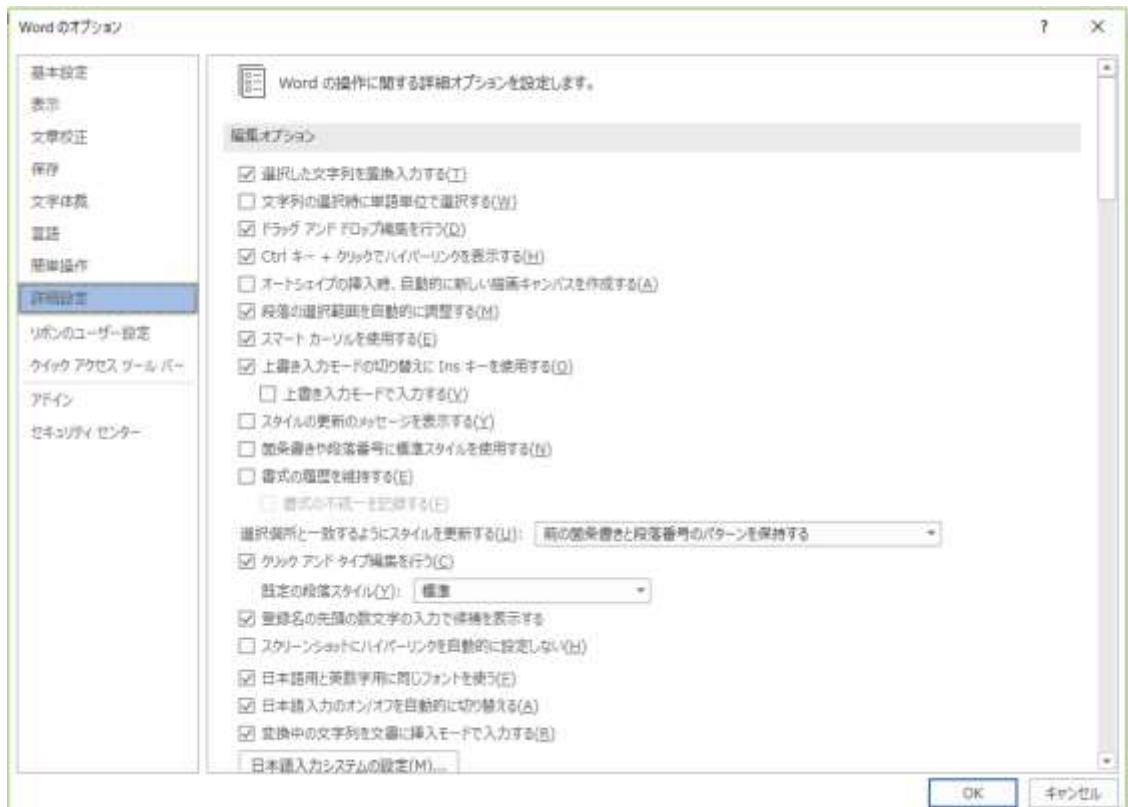 Word のオプション
? ×
基本設定
表示
文章校正
保存
文字体裁
言語
簡単操作
詳細設定
リボンのユーザー設定
クイック アクセス ツール バー
アドイン
セキュリティ センター
Word の操作に関する詳細オプションを設定します。
編集オプション
選択した文字列を置換入力する(T)
文字列の選択時に単語単位で選択する(W)
ドラッグ アンド ドロップ編集を行う(D)
Ctrl キー + クリックでハイパーリンクを表示する(H)
オートシェイプの挿入時、自動的に新しい描画キャンバスを作成する(A)
段落の選択範囲を自動的に調整する(M)
スマート カーソルを使用する(E)
上書き入力モードの切り替えに Ins キーを使用する(O)
上書き入力モードで入力する(V)
スタイルの更新のメッセージを表示する(Y)
箇条書きや段落番号に標準スタイルを使用する(N)
書式の履歴を維持する(E)
書式の不統一を記録する(F)
選択個所と一致するようにスタイルを更新する(U): 前の箇条書きと段落番号のパターンを保持する
クリック アンド タイプ編集を行う(C)
既定の段落スタイル(Y): 標準
登録名の先頭の数文字の入力で候補を表示する
スクリーンショットにハイパーリンクを自動的に設定しない(H)
日本語用と英数字用に同じフォントを使う(F)
日本語入力のオン/オフを自動的に切り替える(A)
変換中の文字列を文書に挿入モードで入力する(R)
日本語入力システムの設定(M)...
OK キャンセル